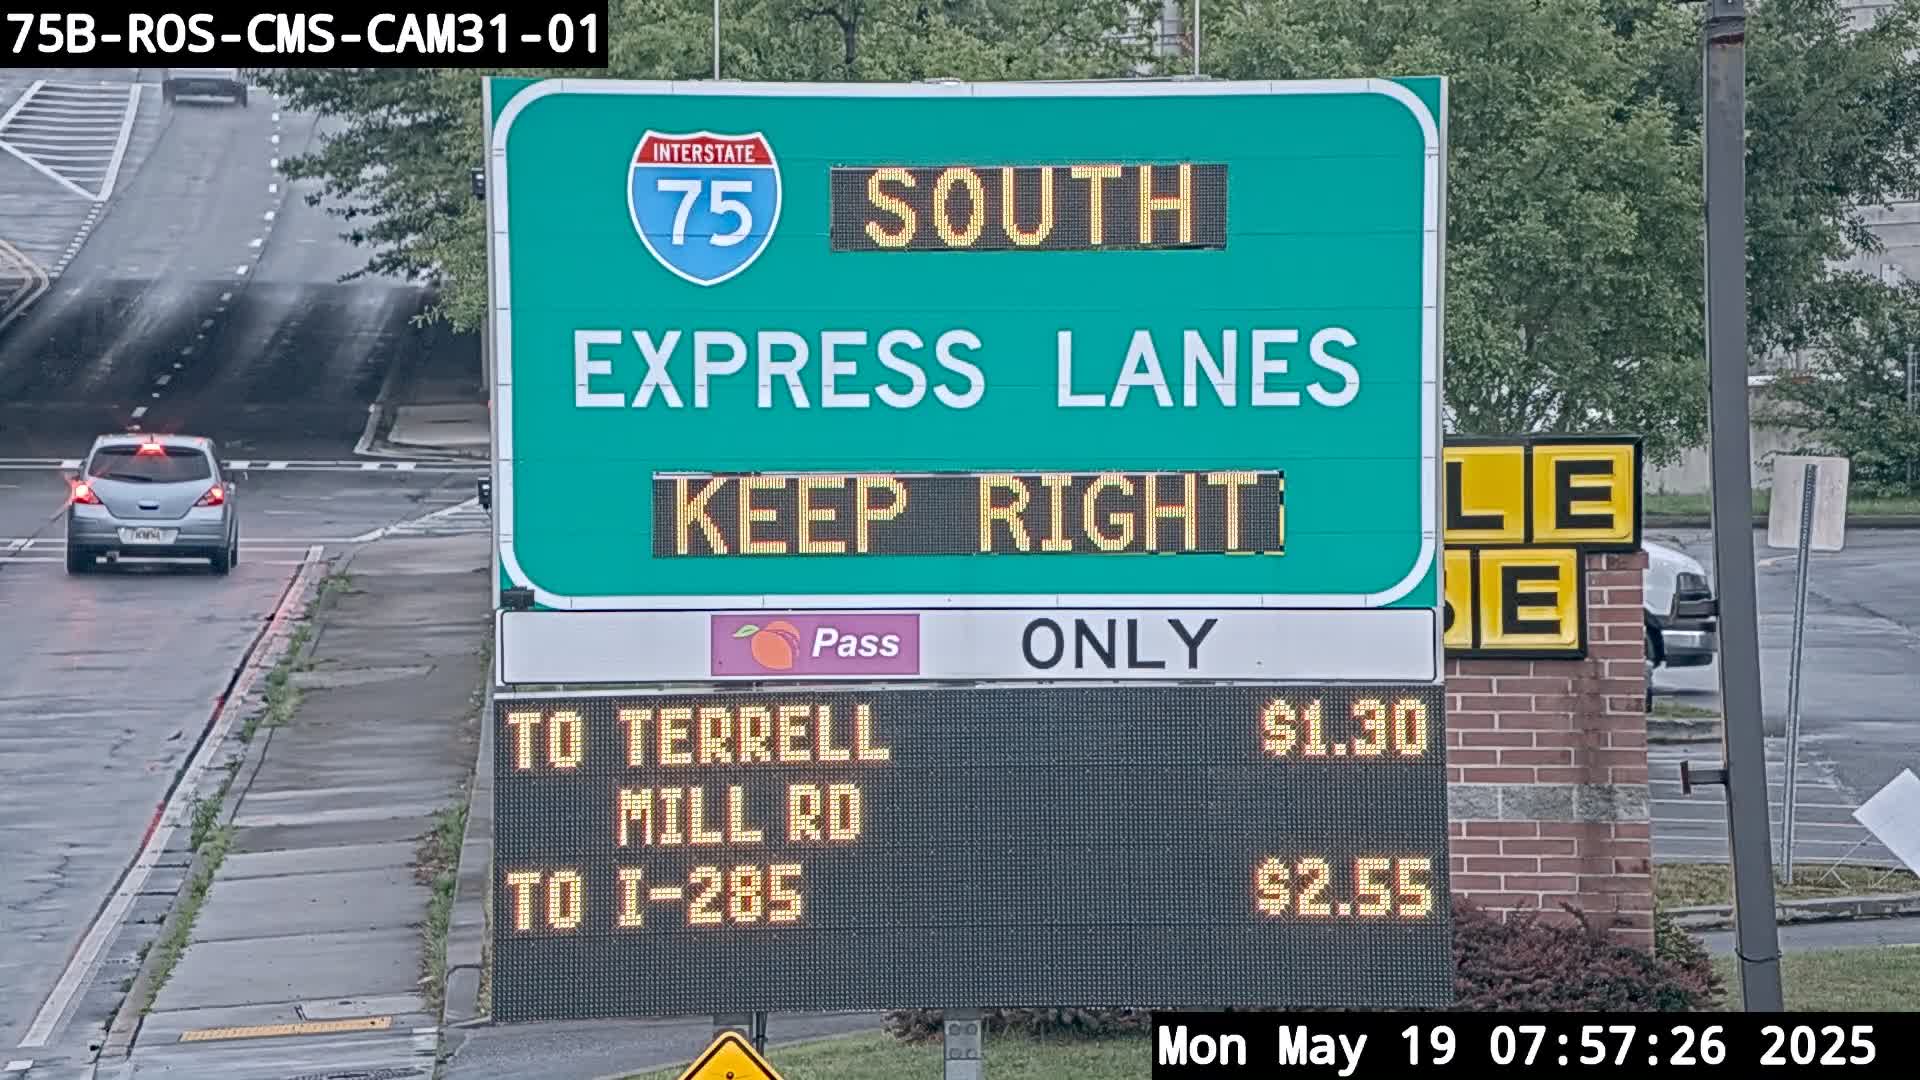 75B-ROS-CMS-CAM31-01
INTERSTATE
75
SOUTH
EXPRESS LANES
KEEP RIGHT
Pass ONLY
TO TERRELL $1.30
MILL RD
TO I-285 $2.55
LE
E
Mon May 19 07:57:26 2025